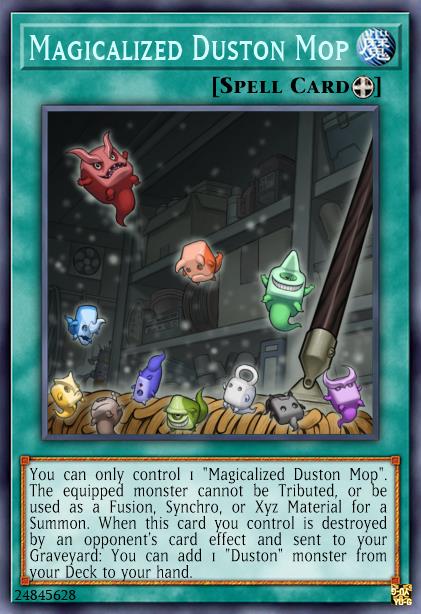 Magicalized Duston Mop
魔
[Spell Card]
You can only control 1 "Magicalized Duston Mop".
The equipped monster cannot be Tributed, or be
used as a Fusion, Synchro, or Xyz Material for a
Summon. When this card you control is destroyed
by an opponent's card effect and sent to your
Graveyard: You can add 1 "Duston" monster from
your Deck to your hand.
24845628